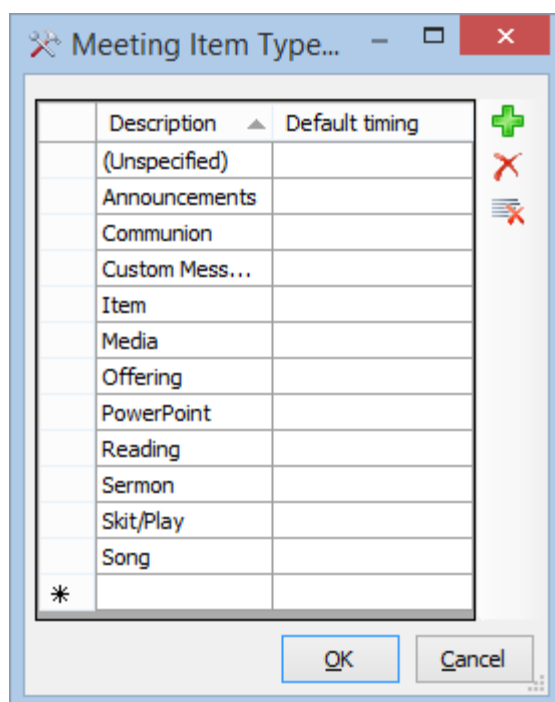 Meeting Item Type...
Description Default timing
(Unspecified)
Announcements
Communion
Custom Mess...
Item
Media
Offering
PowerPoint
Reading
Sermon
Skit/Play
Song
OK Cancel